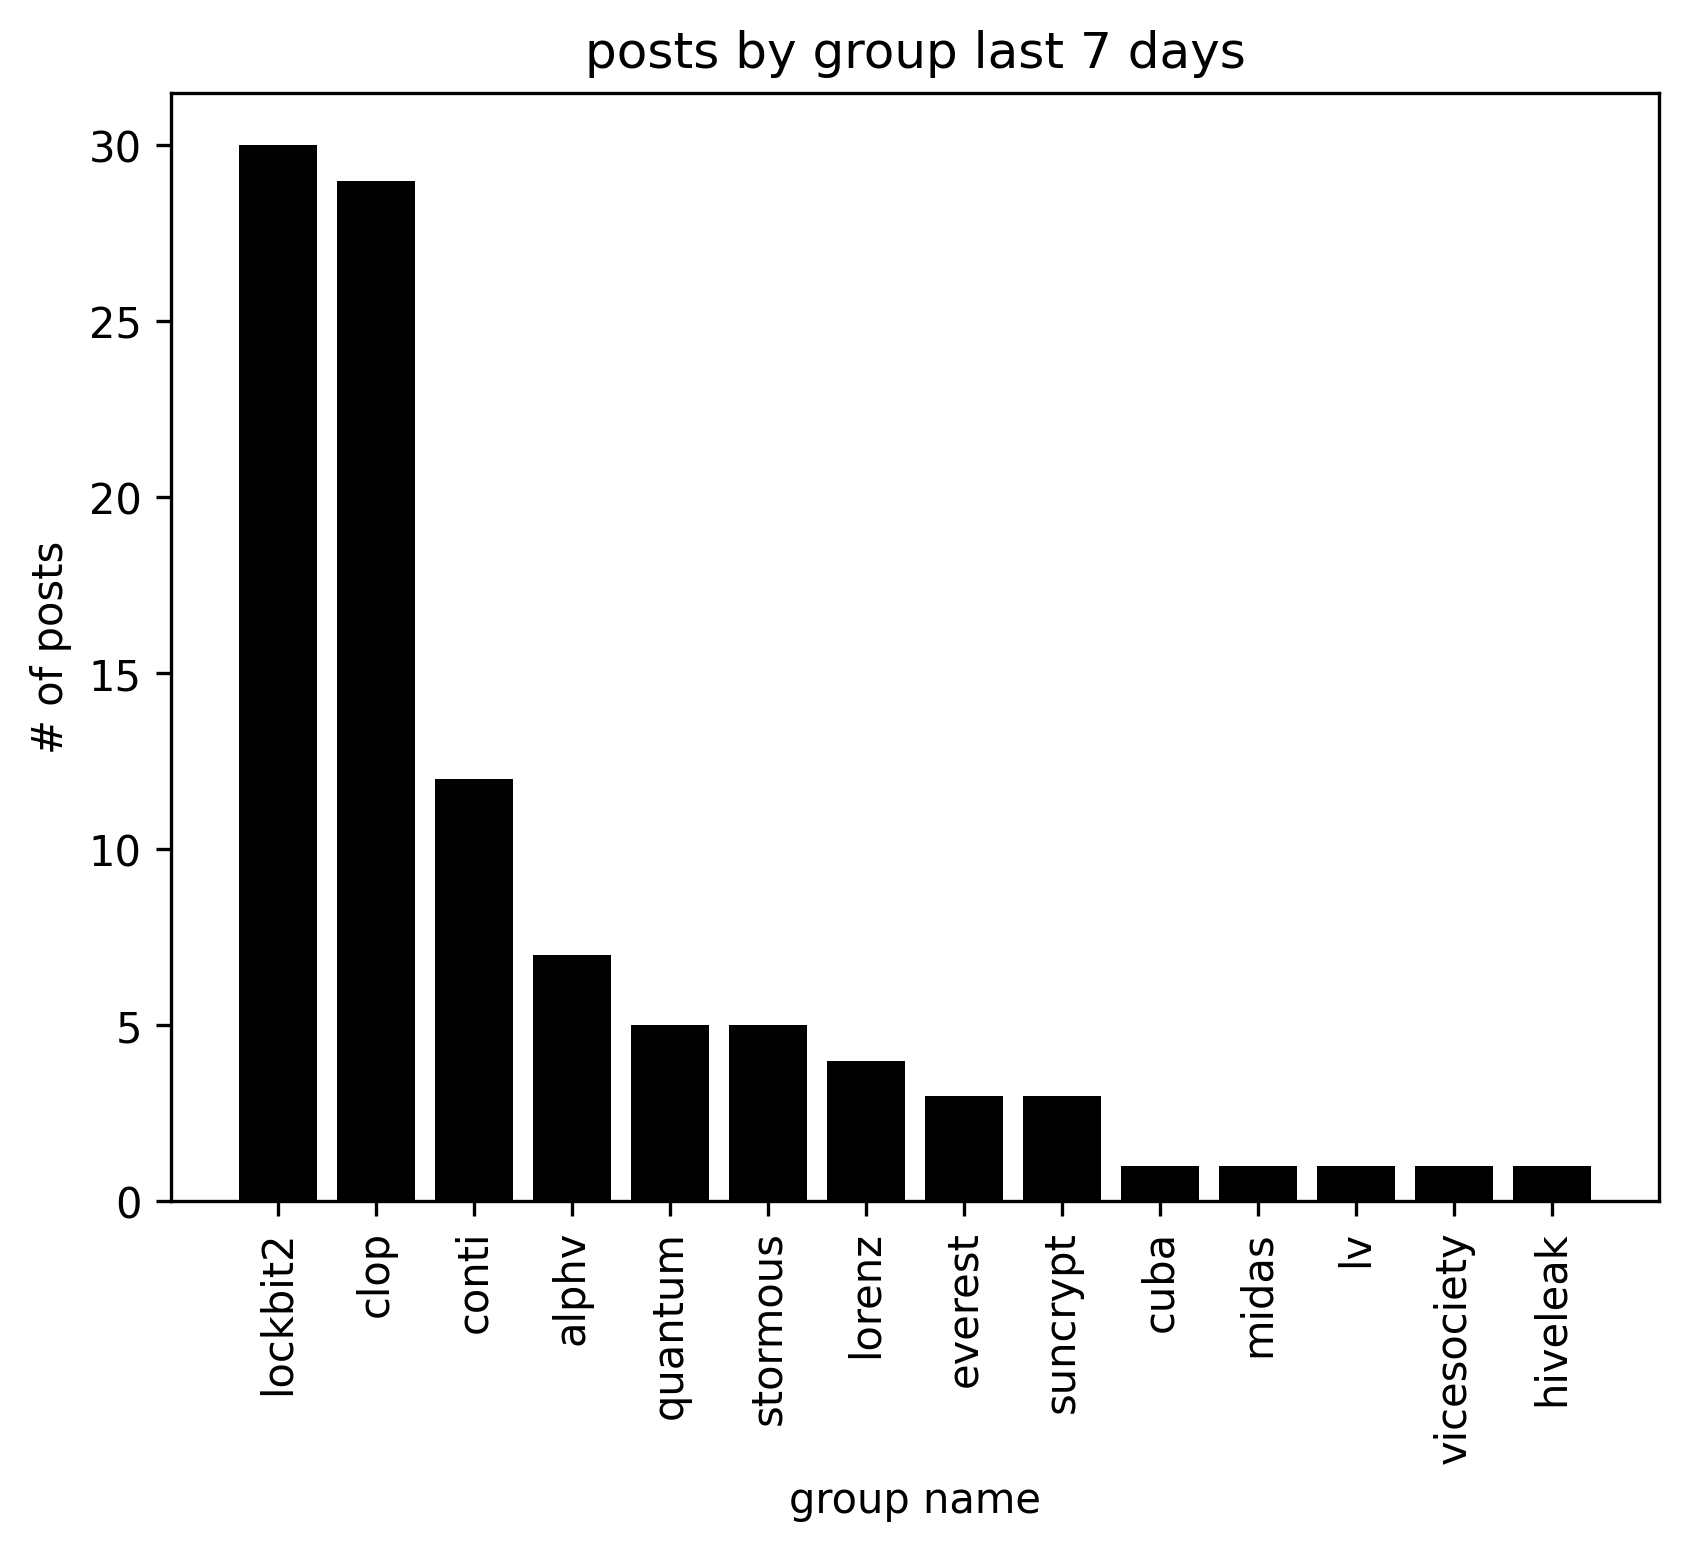 posts by group last 7 days
# of posts
30
25
20
15
10
5
0
lockbit2
clop
conti
alphv
quantum
stormous
lorenz
everest
suncrypt
cuba
midas
lv
vicesociety
hiveleak
group name